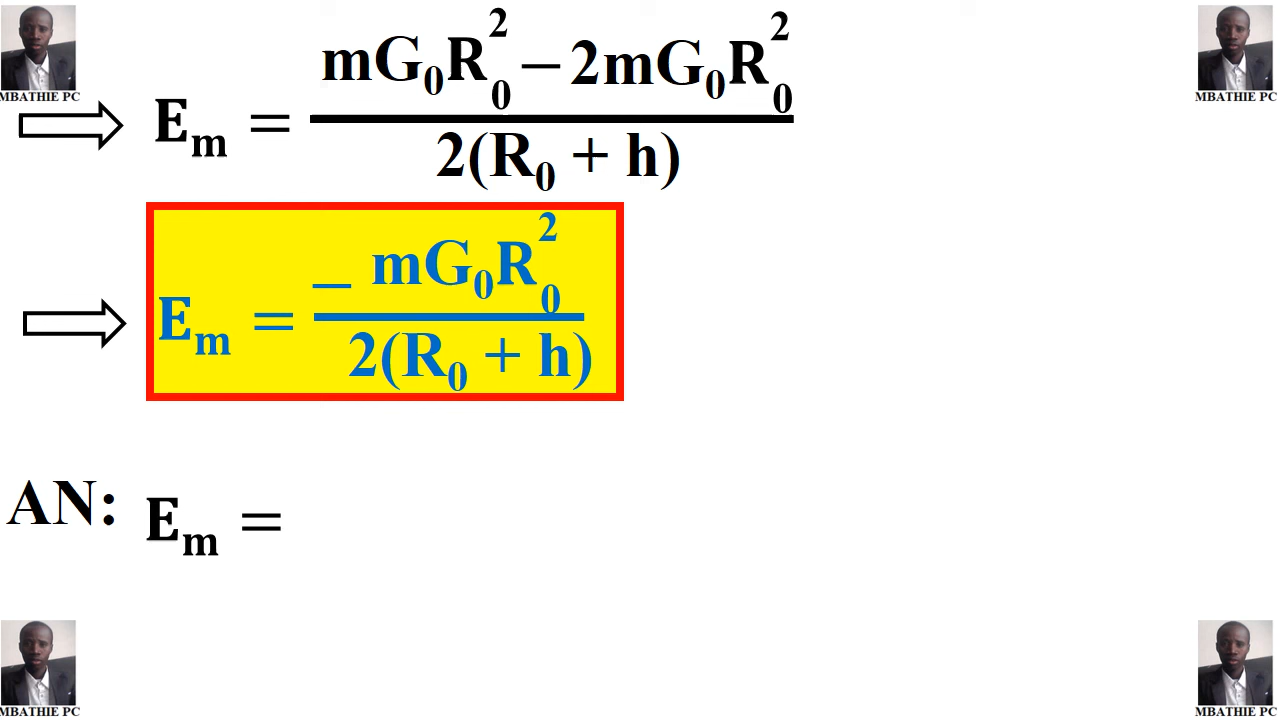 MBATHIE PC
MBATHIE PC
⇒ Eₘ = (mG₀R₀² − 2mG₀R₀²) / 2(R₀ + h)
⇒ Eₘ = − mG₀R₀² / 2(R₀ + h)
AN: Eₘ =
MBATHIE PC
MBATHIE PC